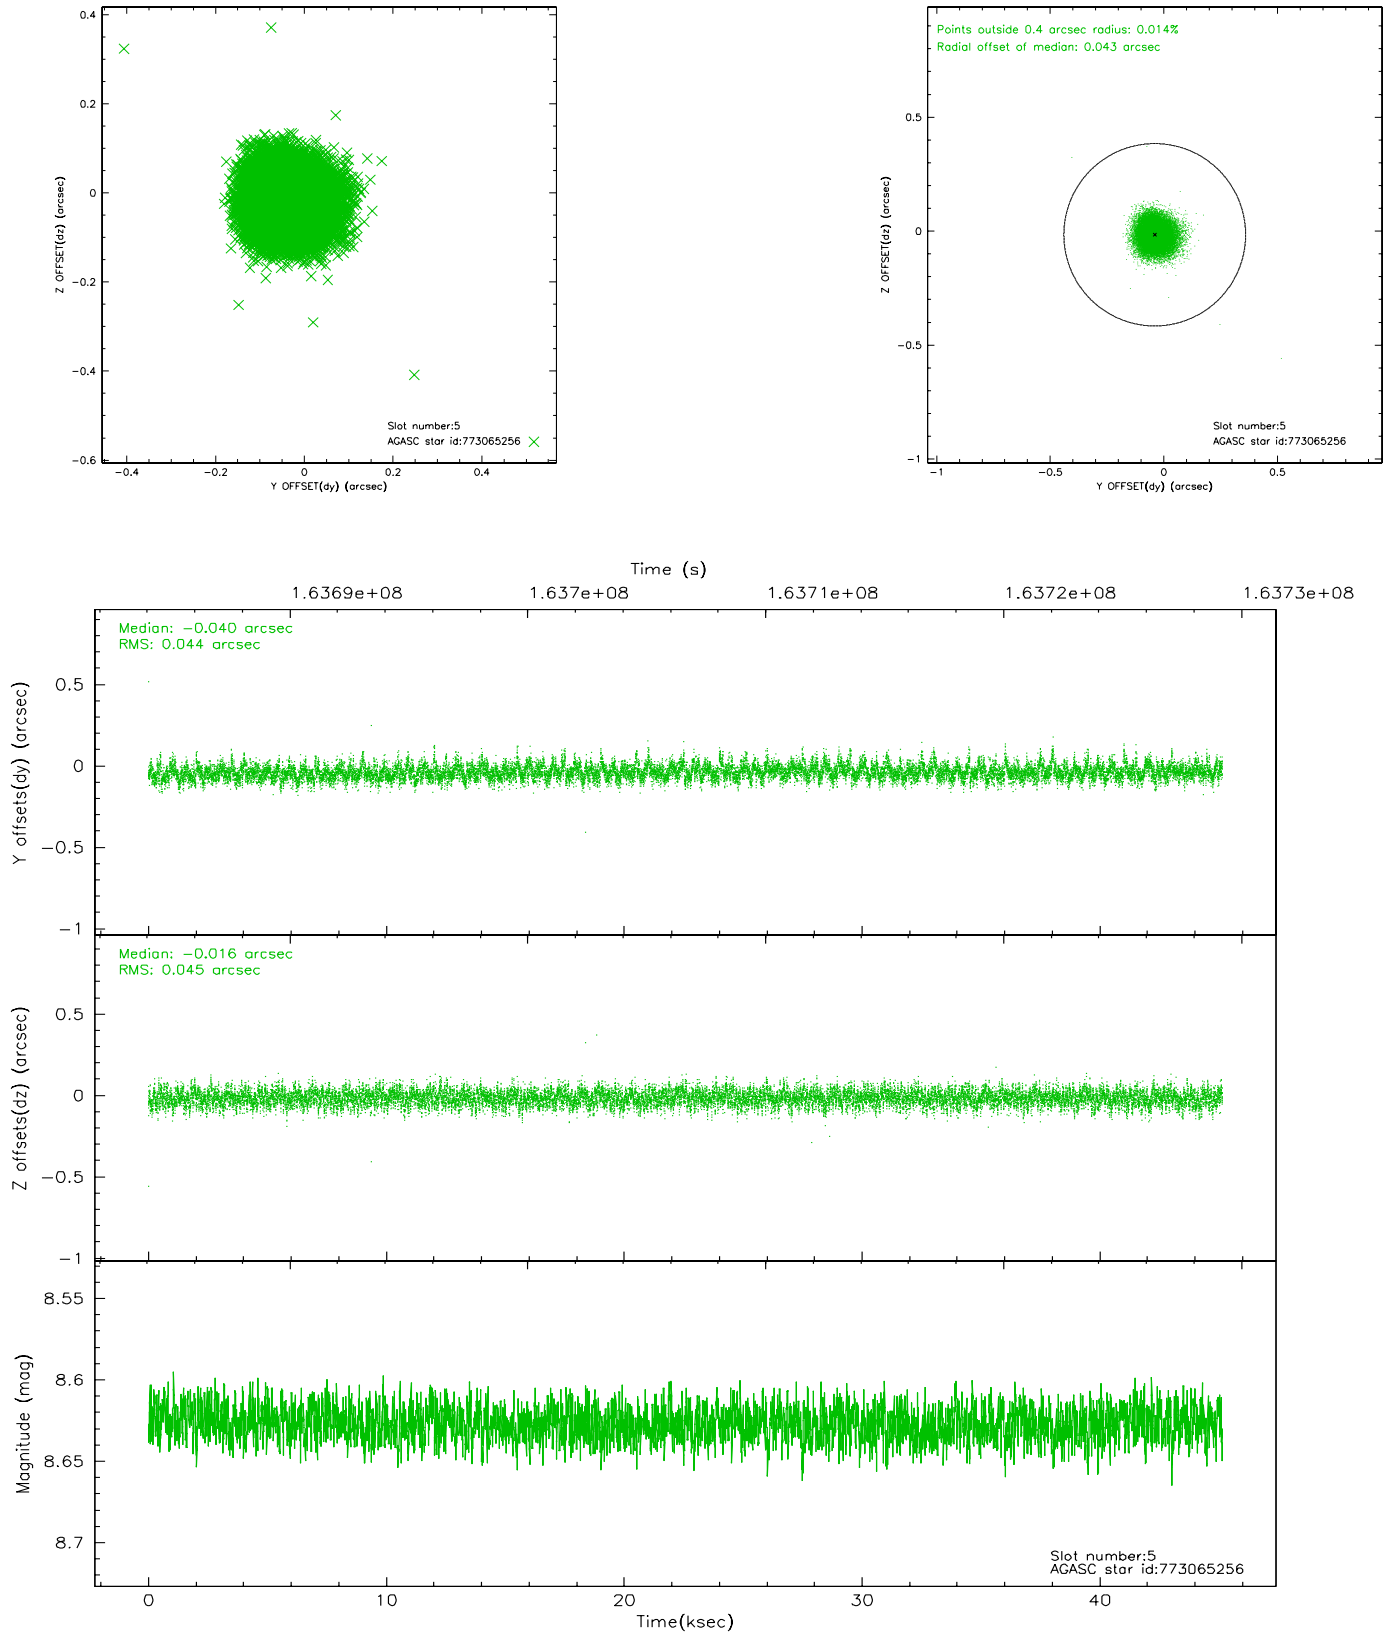 0.4
0.2
0
−0.2
−0.4
−0.6
Z OFFSET(dz) (arcsec)
Slot number:5
AGASC star id:773065256
−0.4
−0.2
0
0.2
0.4
Y OFFSET(dy) (arcsec)
Points outside 0.4 arcsec radius: 0.014%
Radial offset of median: 0.043 arcsec
0.5
0
−0.5
−1
Z OFFSET(dz) (arcsec)
Slot number:5
AGASC star id:773065256
−1
−0.5
0
0.5
Y OFFSET(dy) (arcsec)
Time (s)
1.6369e+08
1.637e+08
1.6371e+08
1.6372e+08
1.6373e+08
Median: −0.040 arcsec
RMS: 0.044 arcsec
0.5
0
−0.5
−1
Y offsets(dy) (arcsec)
Median: −0.016 arcsec
RMS: 0.045 arcsec
0.5
0
−0.5
−1
Z offsets(dz) (arcsec)
8.55
8.6
8.65
8.7
Magnitude (mag)
Slot number:5
AGASC star id:773065256
0
10
20
30
40
Time(ksec)